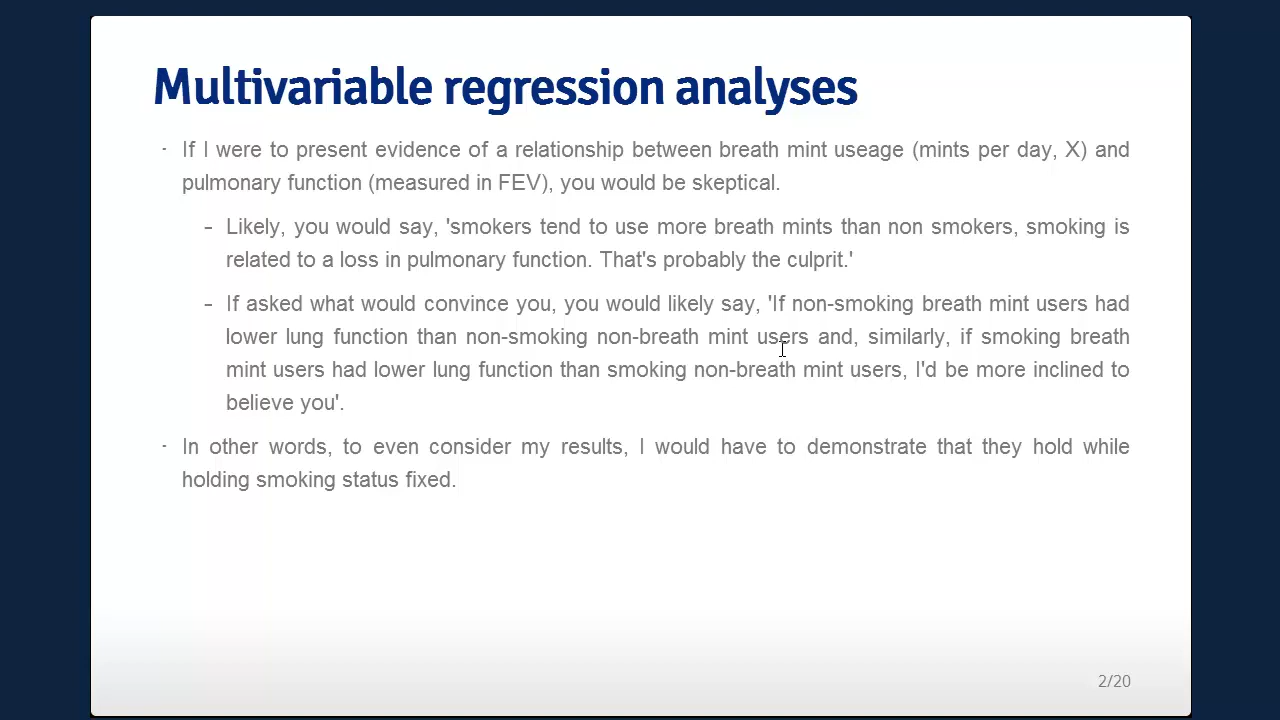 Multivariable regression analyses
· If I were to present evidence of a relationship between breath mint useage (mints per day, X) and
pulmonary function (measured in FEV), you would be skeptical.
- Likely, you would say, 'smokers tend to use more breath mints than non smokers, smoking is
related to a loss in pulmonary function. That's probably the culprit.'
- If asked what would convince you, you would likely say, 'If non-smoking breath mint users had
lower lung function than non-smoking non-breath mint users and, similarly, if smoking breath
mint users had lower lung function than smoking non-breath mint users, I'd be more inclined to
believe you'.
· In other words, to even consider my results, I would have to demonstrate that they hold while
holding smoking status fixed.
2/20